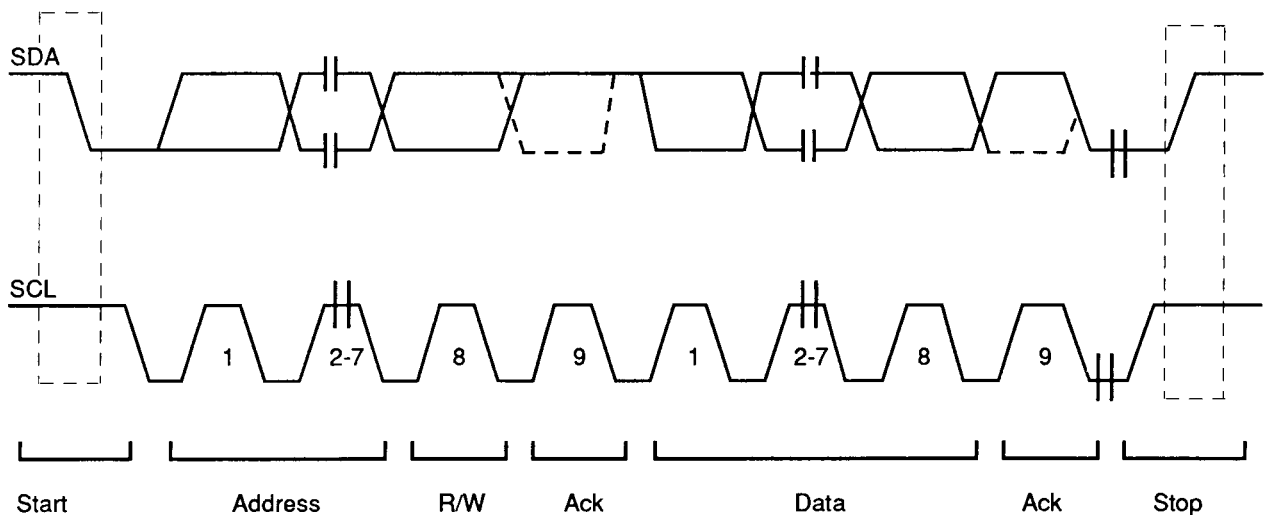 SDA
SCL
1 2-7 8 9 1 2-7 8 9
Start Address R/W Ack Data Ack Stop